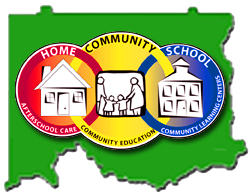 HOME
COMMUNITY
SCHOOL
AFTERSCHOOL CARE
COMMUNITY EDUCATION
COMMUNITY LEARNING CENTERS